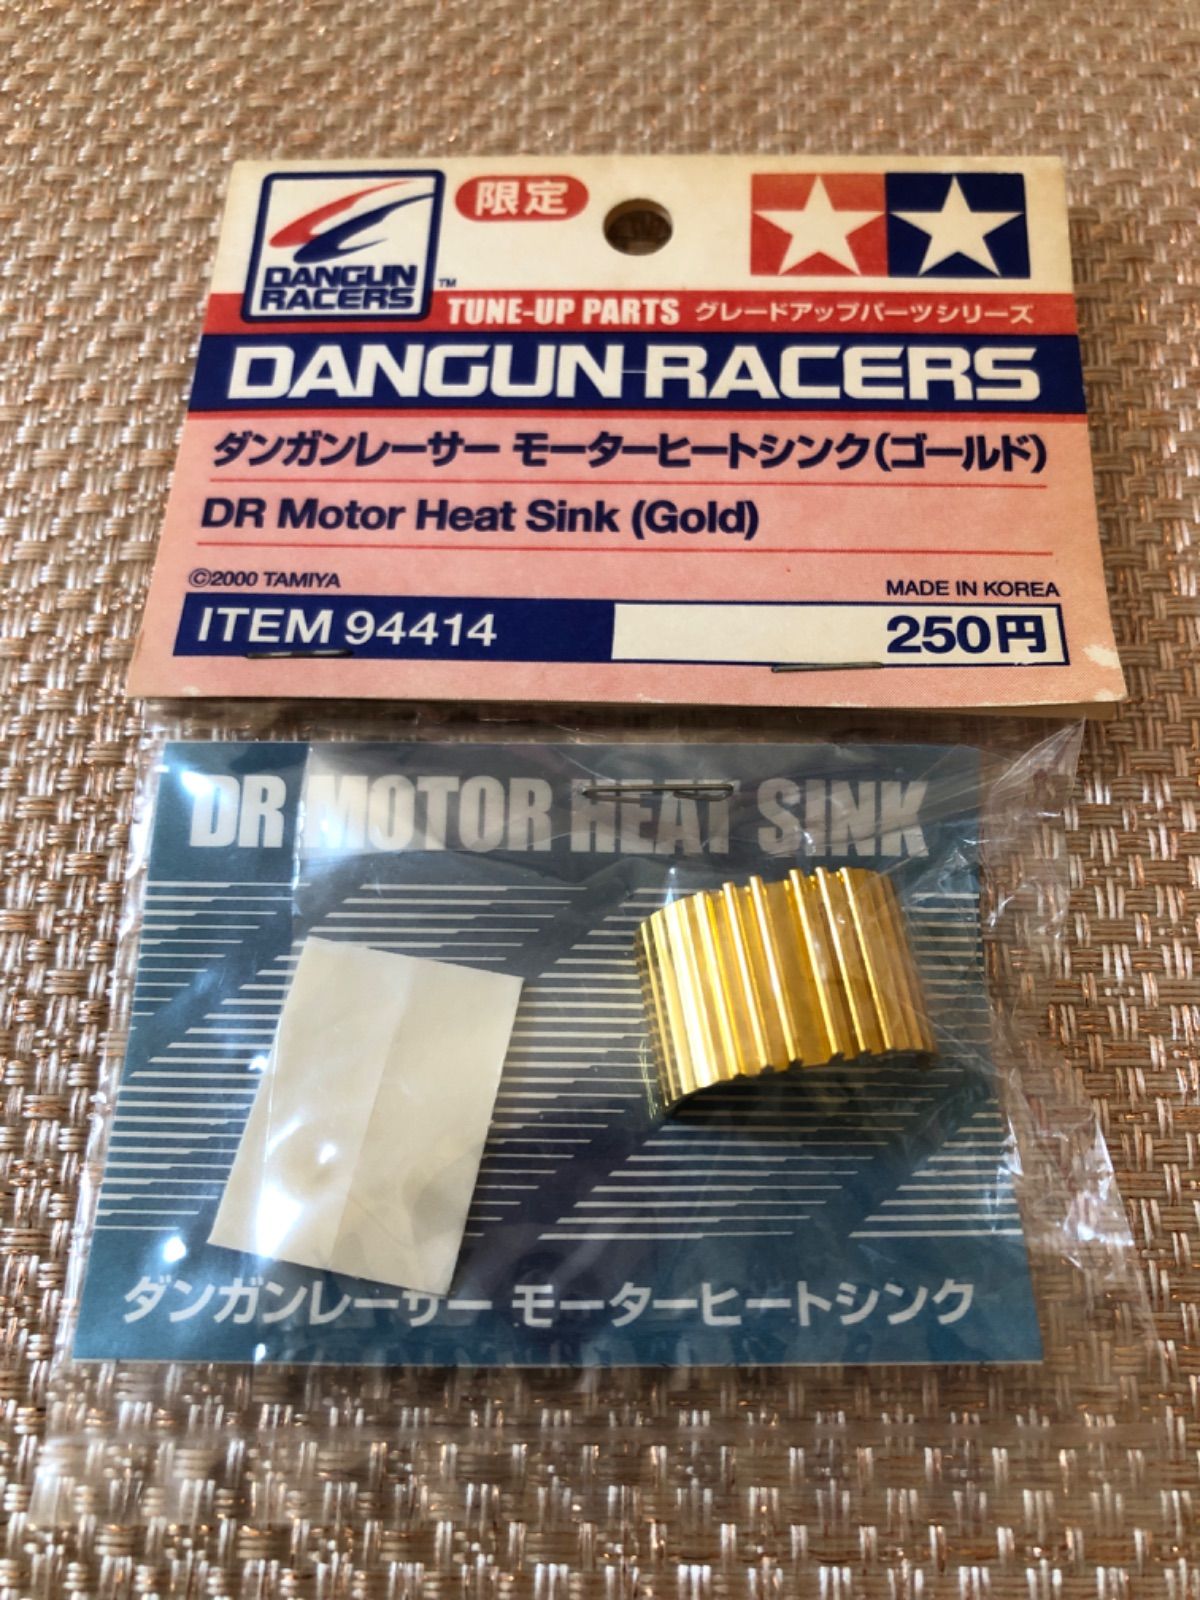 限定
DANGUN
RACERS
TM
TUNE-UP PARTS グレードアップパーツシリーズ
DANGUN RACERS
ダンガンレーサー モーターヒートシンク(ゴールド)
DR Motor Heat Sink (Gold)
©2000 TAMIYA
MADE IN KOREA
ITEM 94414
250円
DR MOTOR HEAT SINK
ダンガンレーサー モーターヒートシンク